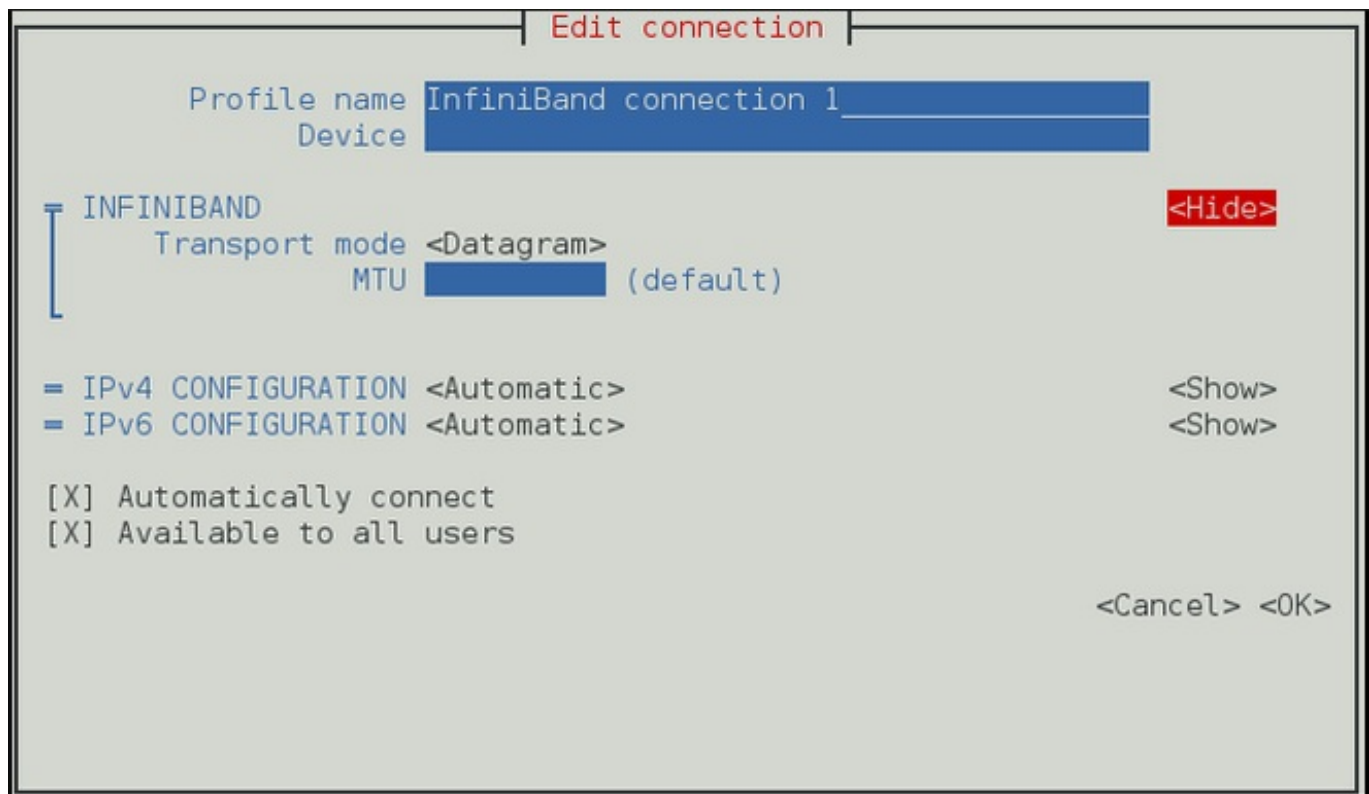 Edit connection
Profile name InfiniBand connection 1
Device
INFINIBAND <Hide>
Transport mode <Datagram>
MTU (default)
= IPv4 CONFIGURATION <Automatic> <Show>
= IPv6 CONFIGURATION <Automatic> <Show>
[X] Automatically connect
[X] Available to all users
<Cancel> <OK>